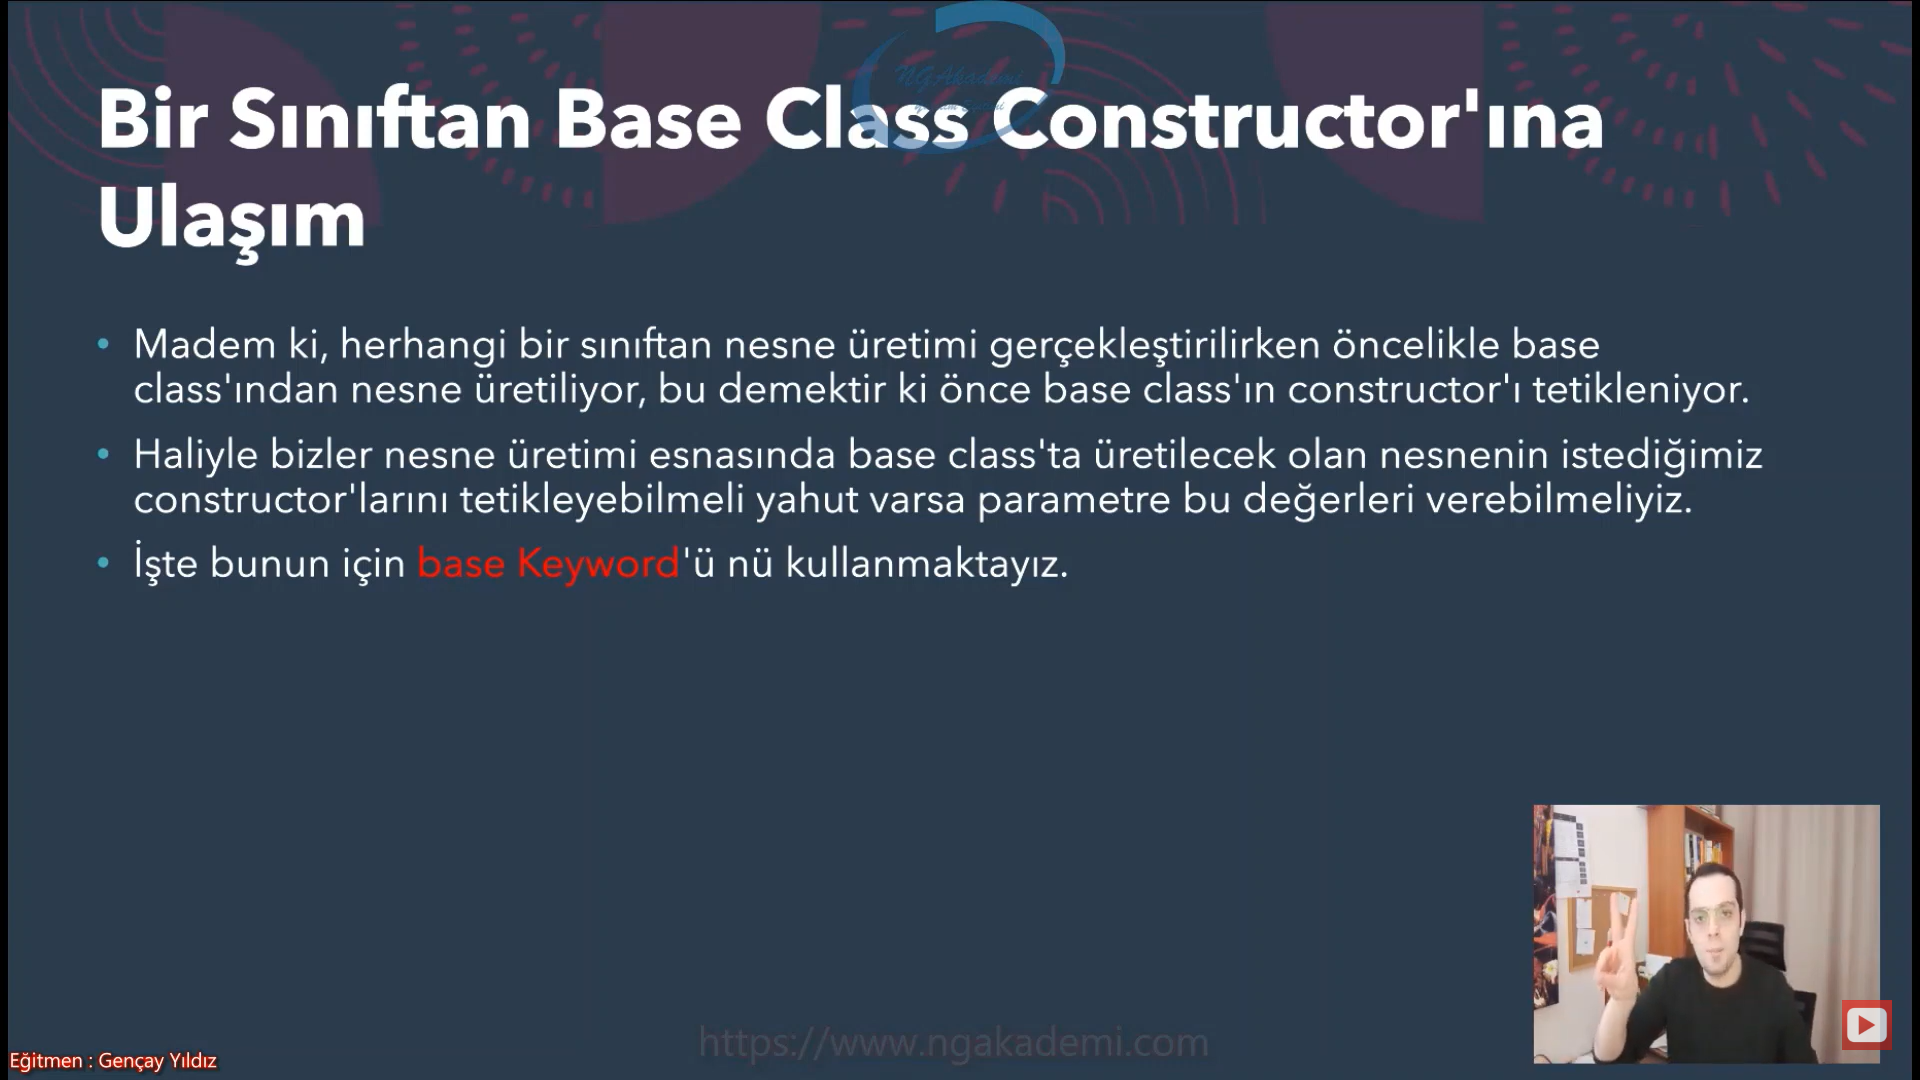 NG Akademi
Bir Sınıftan Base Class Constructor'ına
Ulaşım
• Madem ki, herhangi bir sınıftan nesne üretimi gerçekleştirilirken öncelikle base
class'ından nesne üretiliyor, bu demektir ki önce base class'ın constructor'ı tetikleniyor.
• Haliyle bizler nesne üretimi esnasında base class'ta üretilecek olan nesnenin istediğimiz
constructor'larını tetikleyebilmeli yahut varsa parametre bu değerleri verebilmeliyiz.
• İşte bunun için base Keyword'ü nü kullanmaktayız.
https://www.ngakademi.com
Eğitmen : Gençay Yıldız